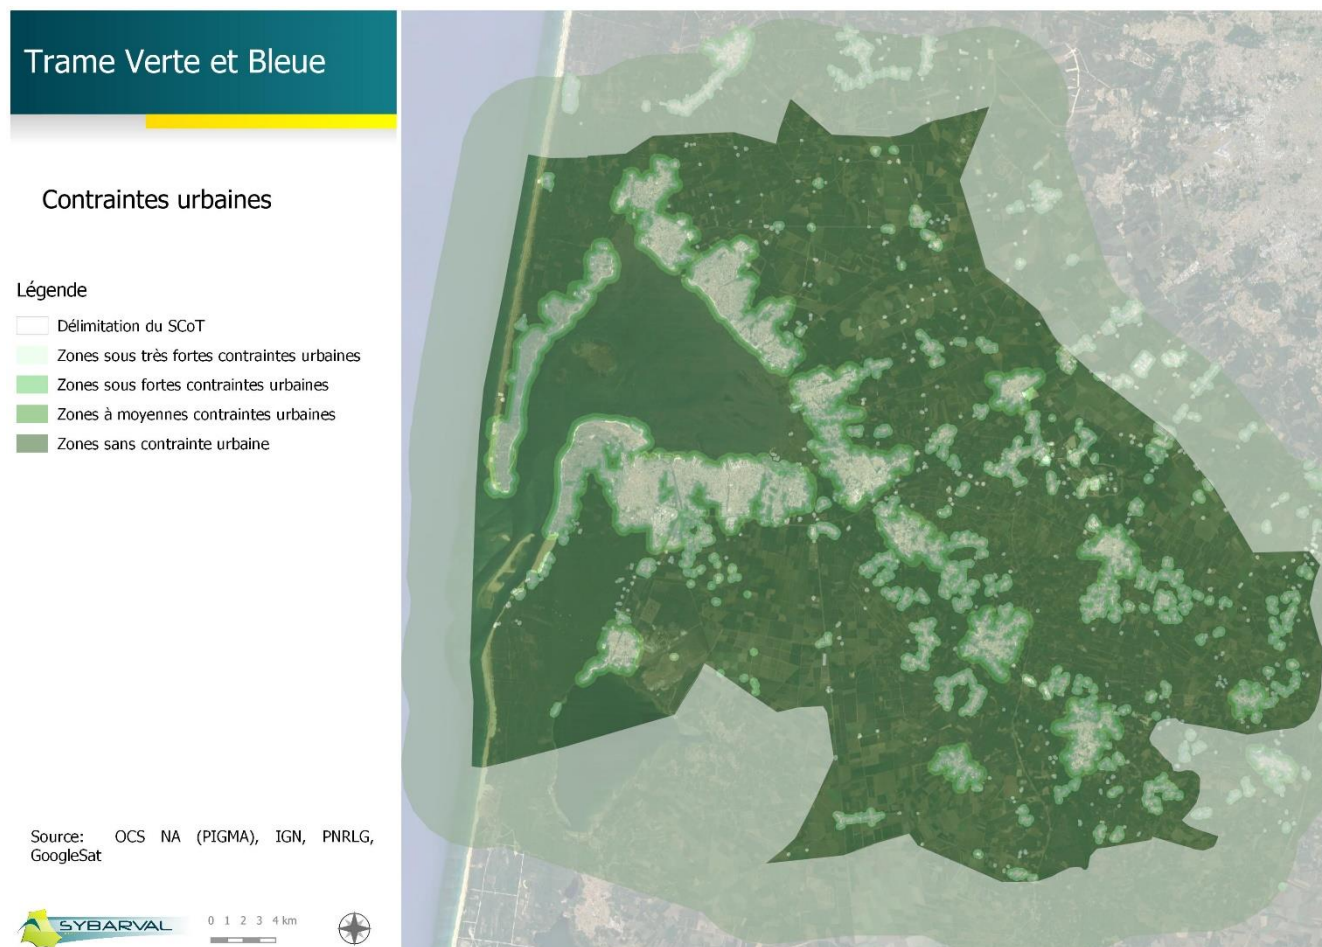 Trame Verte et Bleue
Contraintes urbaines
Légende
Délimitation du SCoT
Zones sous très fortes contraintes urbaines
Zones sous fortes contraintes urbaines
Zones à moyennes contraintes urbaines
Zones sans contrainte urbaine
Source: OCS NA (PIGMA), IGN, PNRLG,
GoogleSat
SYBARVAL
0 1 2 3 4 km